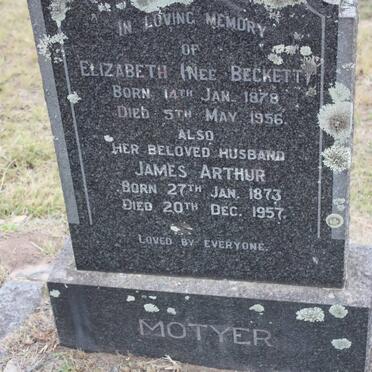 IN LOVING MEMORY
OF
ELIZABETH (NEE BECKETT)
BORN 14TH JAN. 1878.
DIED 5TH MAY 1956.
ALSO
HER BELOVED HUSBAND
JAMES ARTHUR
BORN 27TH JAN. 1873
DIED 20TH DEC. 1957.
LOVED BY EVERYONE.
MOTYER